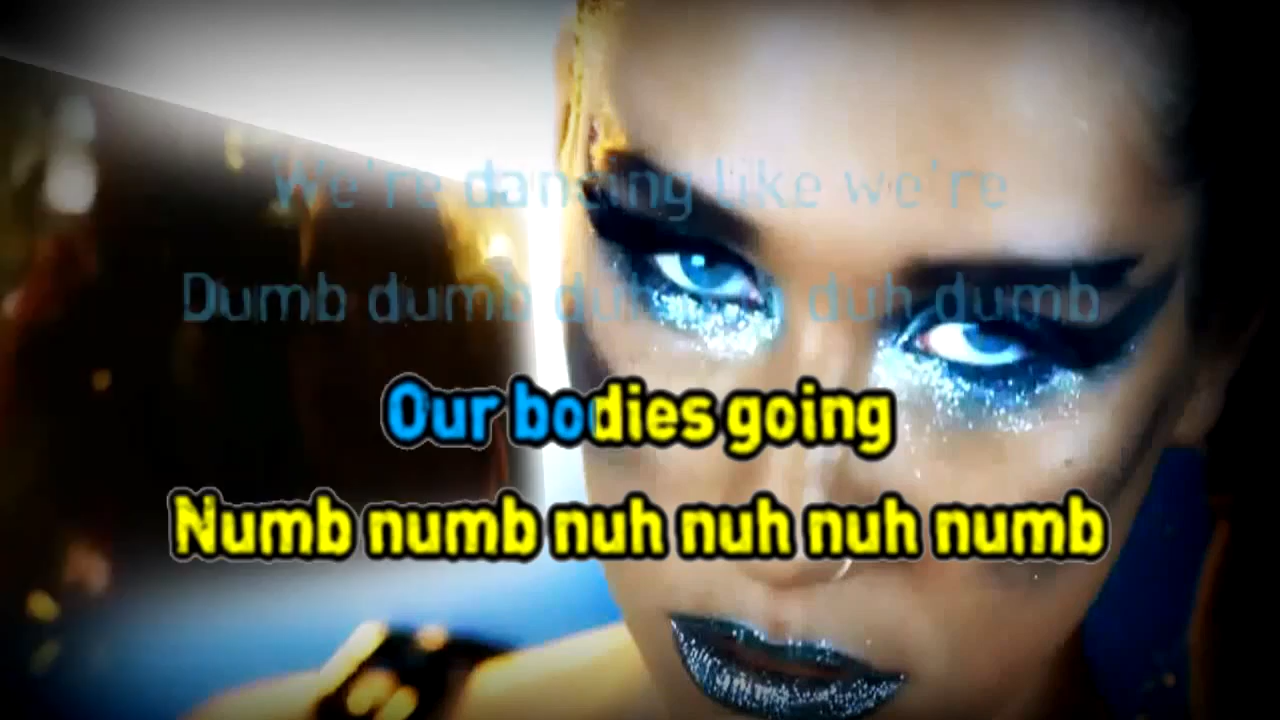 We're dancing like we're
Dumb dumb duh duh duh dumb
Our bodies going
Numb numb nuh nuh nuh numb